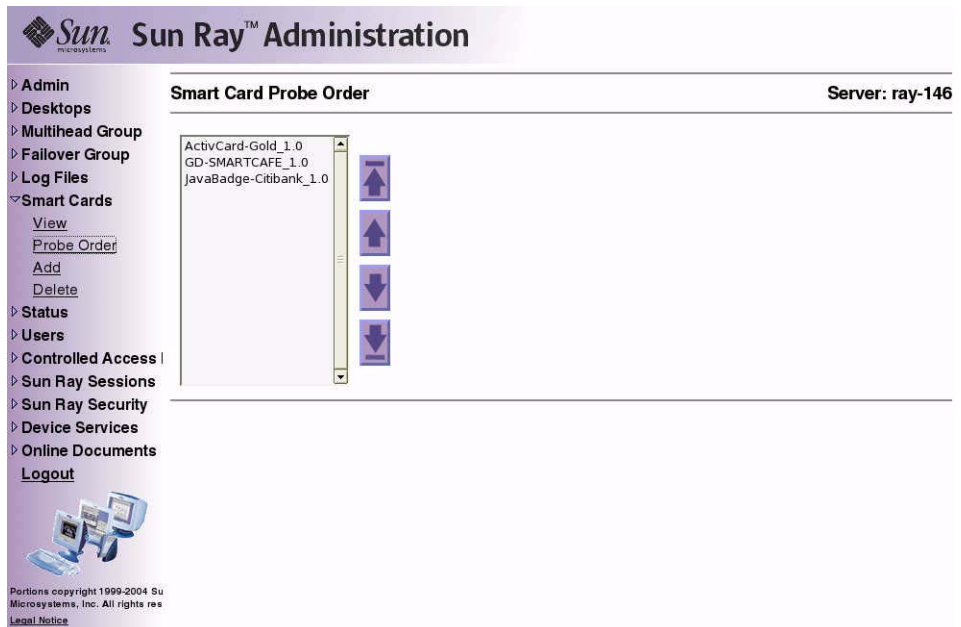 Sun microsystems Sun Ray™ Administration
Admin
Desktops
Multihead Group
Failover Group
Log Files
Smart Cards
View
Probe Order
Add
Delete
Status
Users
Controlled Access
Sun Ray Sessions
Sun Ray Security
Device Services
Online Documents
Logout
Portions copyright 1999-2004 Su
Microsystems, Inc. All rights res
Legal Notice
Smart Card Probe Order Server: ray-146
ActivCard-Gold_1.0
GD-SMARTCAFE_1.0
JavaBadge-Citibank_1.0